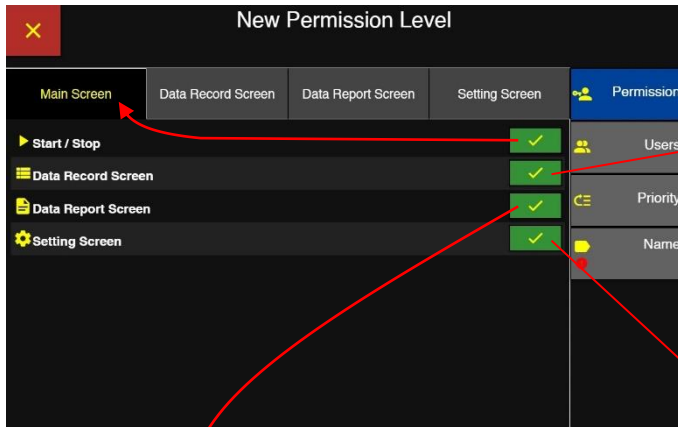 New Permission Level
Main Screen
Data Record Screen
Data Report Screen
Setting Screen
Permission
Start / Stop
Users
Data Record Screen
Data Report Screen
Priority
Setting Screen
Name